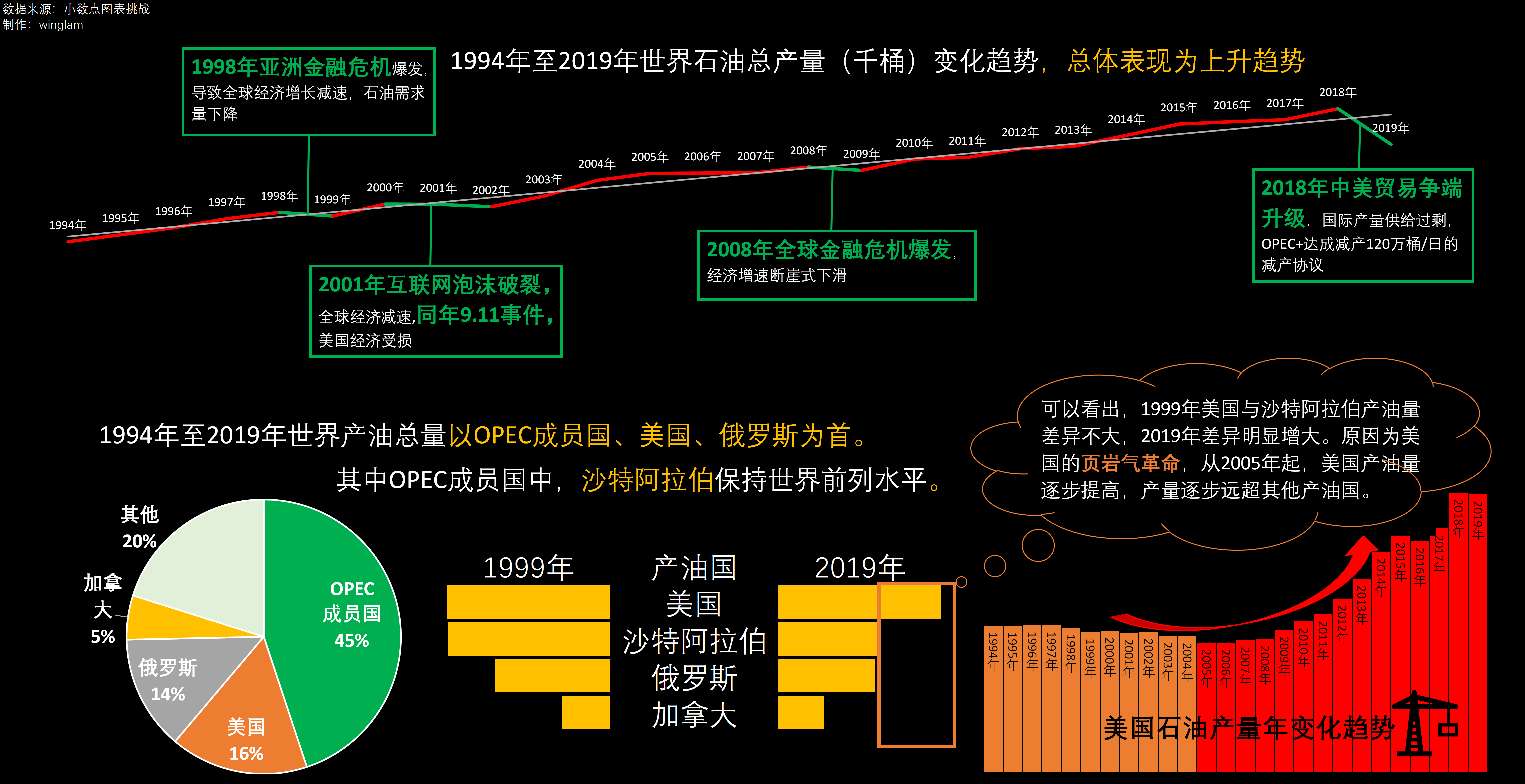 数据来源：小数点图表挑战
制作：winglam
1994年至2019年世界石油总产量（千桶）变化趋势，总体表现为上升趋势
1998年亚洲金融危机爆发，
导致全球经济增长减速，石油需求
量下降
1994年
1995年
1996年
1997年
1998年
1999年
2000年
2001年
2002年
2003年
2004年
2005年
2006年
2007年
2008年
2009年
2010年
2011年
2012年
2013年
2014年
2015年
2016年
2017年
2018年
2019年
2001年互联网泡沫破裂，
全球经济减速,同年9.11事件，
美国经济受损
2008年全球金融危机爆发，
经济增速断崖式下滑
2018年中美贸易争端
升级．国际产量供给过剩，
OPEC+达成减产120万桶/日的
减产协议
1994年至2019年世界产油总量以OPEC成员国、美国、俄罗斯为首。
其中OPEC成员国中，沙特阿拉伯保持世界前列水平。
OPEC
成员国
45%
美国
16%
俄罗斯
14%
加拿
大
5%
其他
20%
1999年 产油国 2019年
美国
沙特阿拉伯
俄罗斯
加拿大
可以看出，1999年美国与沙特阿拉伯产油量
差异不大，2019年差异明显增大。原因为美
国的页岩气革命，从2005年起，美国产油量
逐步提高，产量逐步远超其他产油国。
1994年
1995年
1996年
1997年
1998年
1999年
2000年
2001年
2002年
2003年
2004年
2005年
2006年
2007年
2008年
2009年
2010年
2011年
2012年
2013年
2014年
2015年
2016年
2017年
2018年
2019年
美国石油产量年变化趋势